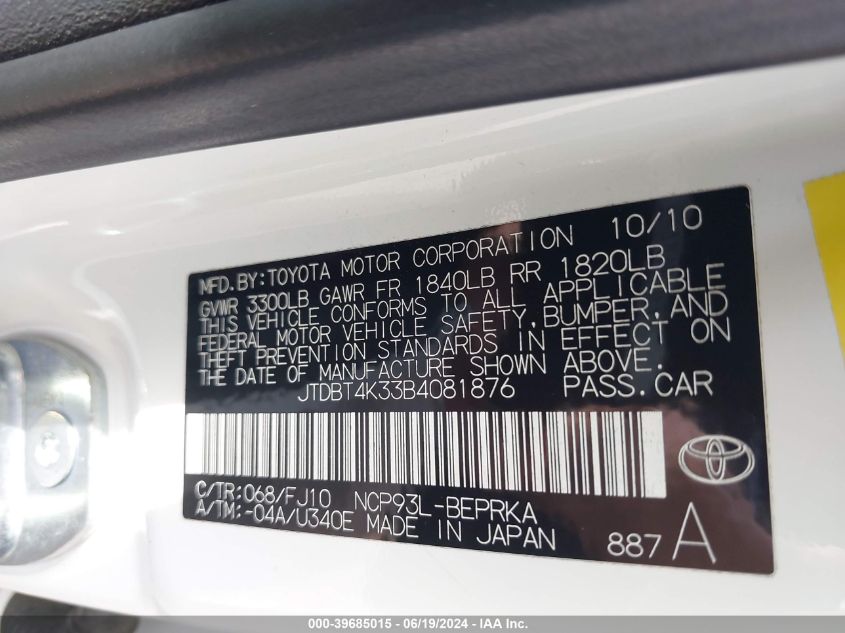 MFD.BY:TOYOTA MOTOR CORPORATION 10/10
GVWR 3300LB GAWR FR 1840LB RR 1820LB
THIS VEHICLE CONFORMS TO ALL APPLICABLE
FEDERAL MOTOR VEHICLE SAFETY,BUMPER,AND
THEFT PREVENTION STANDARDS IN EFFECT ON
THE DATE OF MANUFACTURE SHOWN ABOVE.
JTDBT4K33B4081876 PASS.CAR
C/TR:068/FJ10 NCP93L-BEPRKA
A/TM:-04A/U340E MADE IN JAPAN 887A
000-39685015 - 06/19/2024 - IAA Inc.